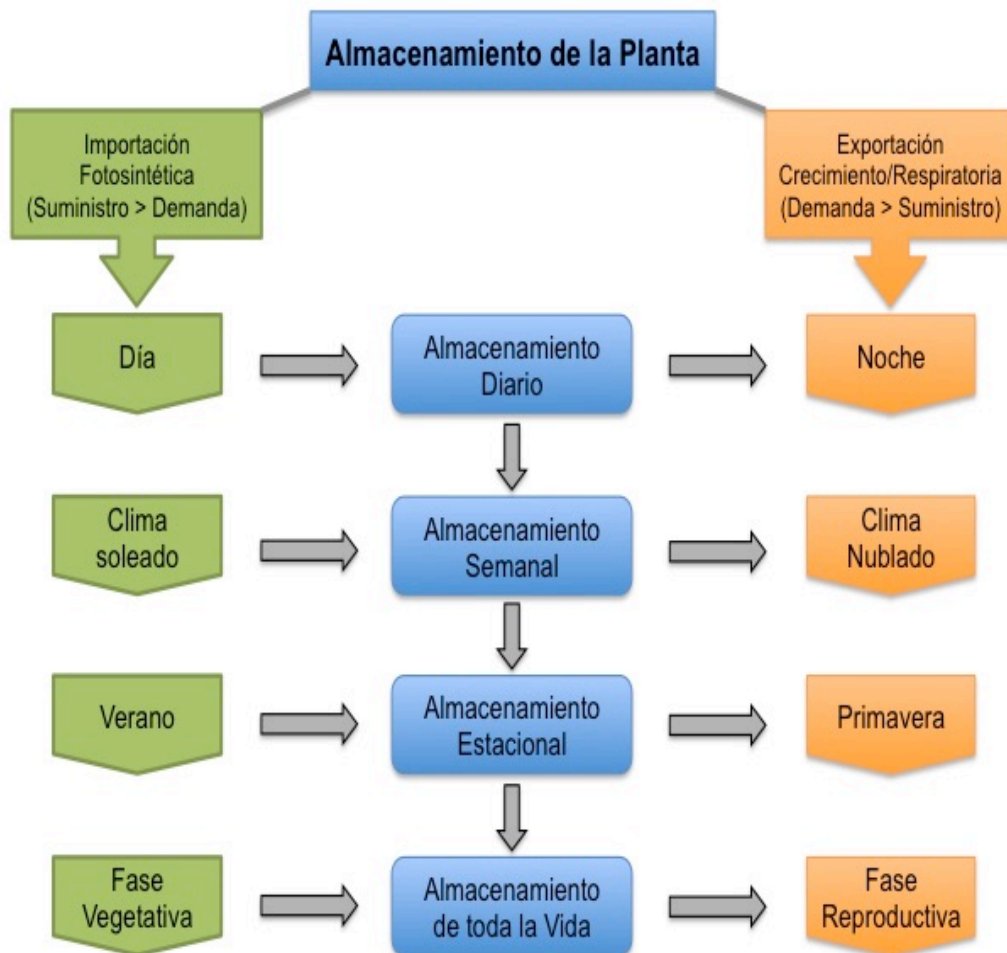 Almacenamiento de la Planta
Importación
Fotosintética
(Suministro > Demanda)
Exportación
Crecimiento/Respiratoria
(Demanda > Suministro)
Día
Almacenamiento
Diario
Noche
Clima
soleado
Almacenamiento
Semanal
Clima
Nublado
Verano
Almacenamiento
Estacional
Primavera
Fase
Vegetativa
Almacenamiento
de toda la Vida
Fase
Reproductiva